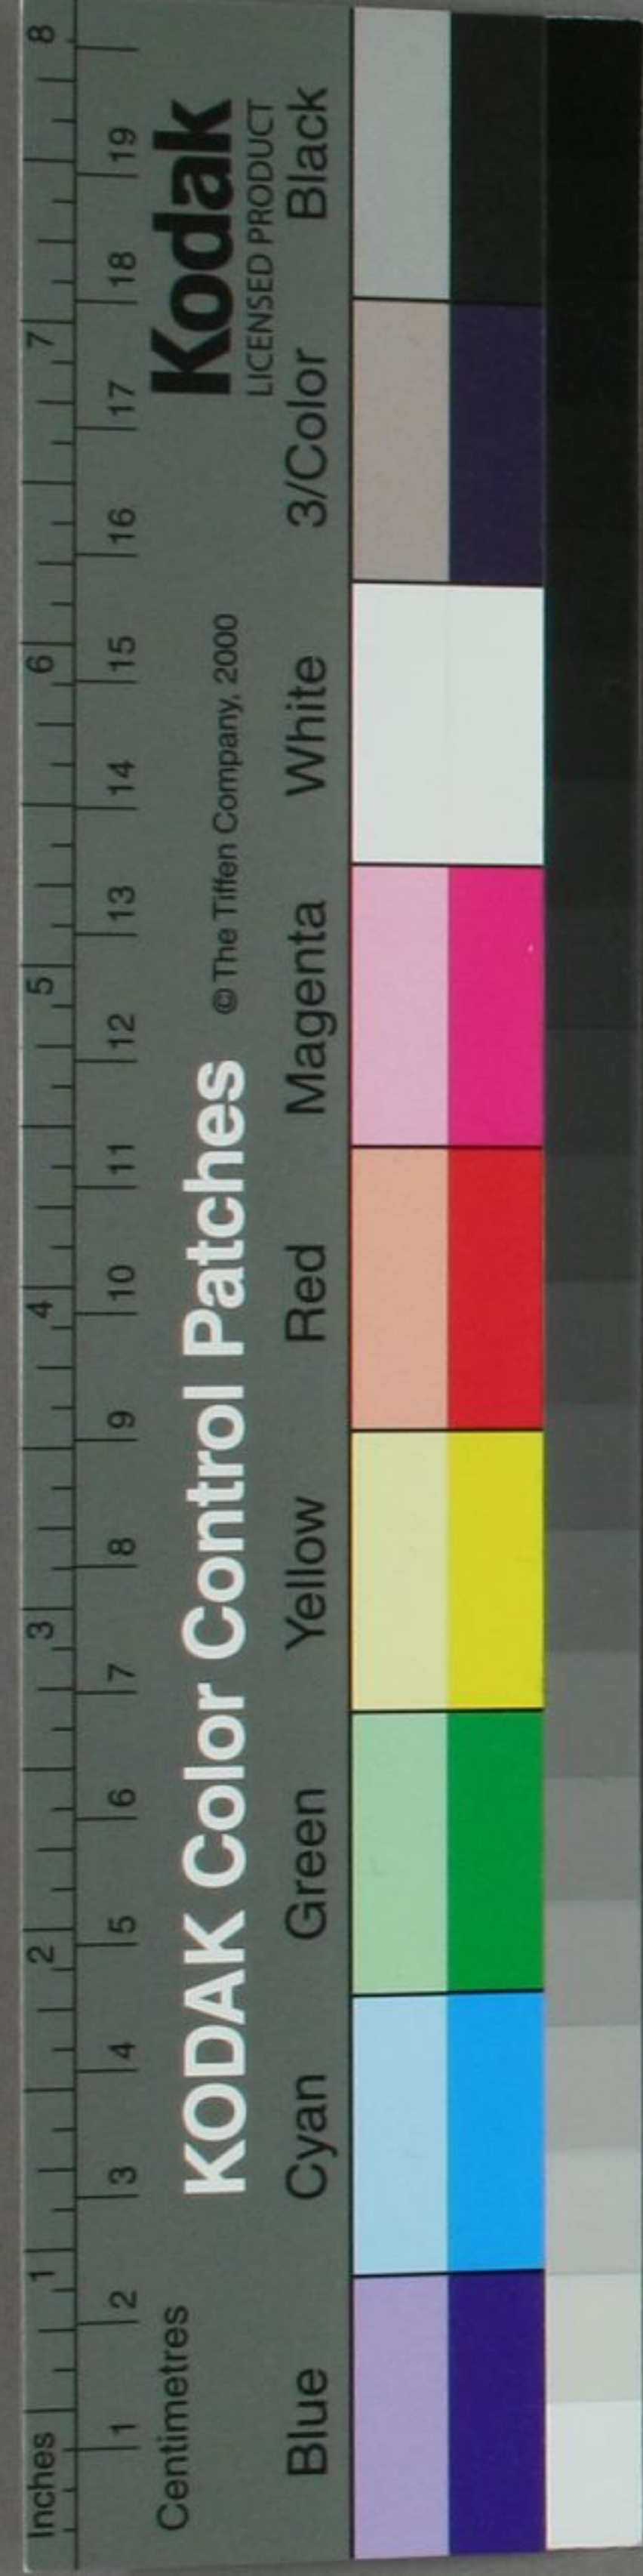 Inches 1 2 3 4 5 6 7 8
1 2 3 4 5 6 7 8 9 10 11 12 13 14 15 16 17 18 19
Centimetres
KODAK Color Control Patches
© The Tiffen Company, 2000
Kodak
LICENSED PRODUCT
Blue Cyan Green Yellow Red Magenta White 3/Color Black